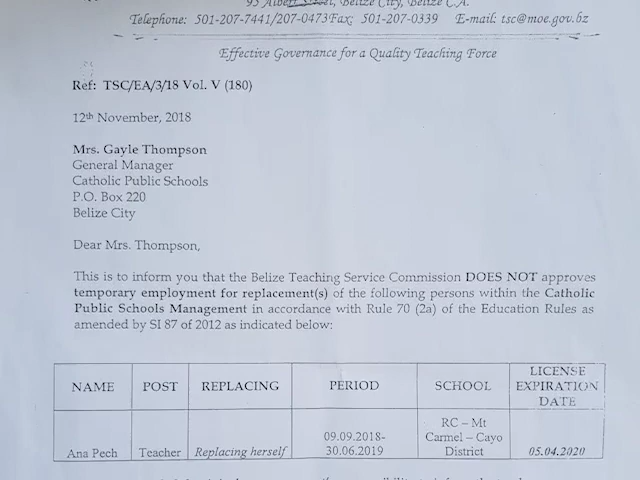 95 Albert Street, Belize City, Belize C.A.
Telephone: 501-207-7441/207-0473 Fax: 501-207-0339 E-mail: tsc@moe.gov.bz
Effective Governance for a Quality Teaching Force
Ref: TSC/EA/3/18 Vol. V (180)
12th November, 2018
Mrs. Gayle Thompson
General Manager
Catholic Public Schools
P.O. Box 220
Belize City
Dear Mrs. Thompson,
This is to inform you that the Belize Teaching Service Commission DOES NOT approves
temporary employment for replacement(s) of the following persons within the Catholic
Public Schools Management in accordance with Rule 70 (2a) of the Education Rules as
amended by SI 87 of 2012 as indicated below:
LICENSE
NAME POST REPLACING PERIOD SCHOOL EXPIRATION
DATE
RC – Mt
09.09.2018- Carmel – Cayo
Ana Pech Teacher Replacing herself 30.06.2019 District 05.04.2020